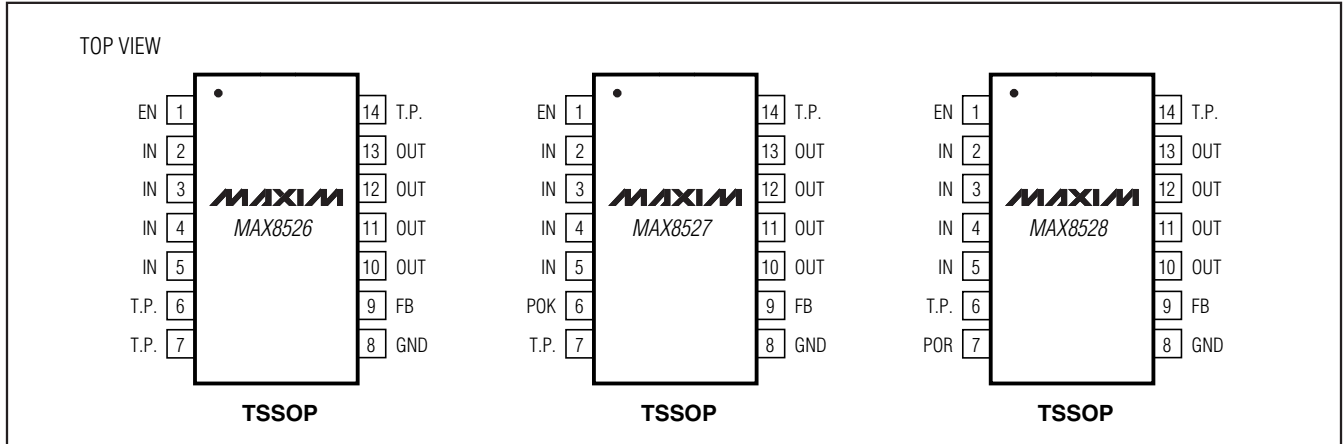 TOP VIEW
EN 1 14 T.P. EN 1 14 T.P. EN 1 14 T.P.
IN 2 13 OUT IN 2 13 OUT IN 2 13 OUT
IN 3 MAXIM 12 OUT IN 3 MAXIM 12 OUT IN 3 MAXIM 12 OUT
IN 4 MAX8526 11 OUT IN 4 MAX8527 11 OUT IN 4 MAX8528 11 OUT
IN 5 10 OUT IN 5 10 OUT IN 5 10 OUT
T.P. 6 9 FB POK 6 9 FB T.P. 6 9 FB
T.P. 7 8 GND T.P. 7 8 GND POR 7 8 GND
TSSOP TSSOP TSSOP